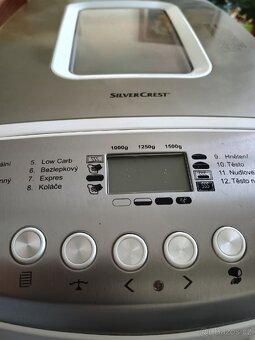 SILVERCREST
1000g 1250g 1500g
5. Low Carb
6. Bezlepkový
7. Expres
8. Koláče
9. Hnětení
10. Těsto
11. Nudlové
12. Těsto n